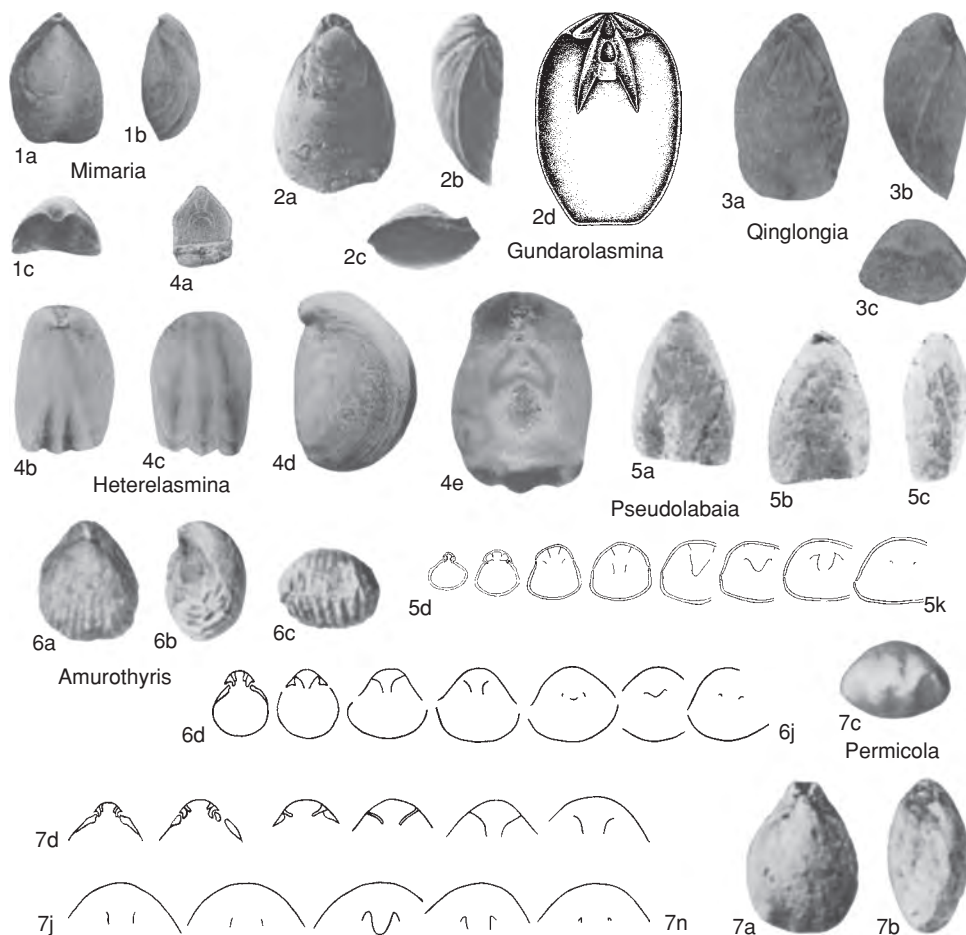 1a
1b
Mimaria
2a
2b
2c
2d
Gundarolasmina
3a
3b
Qinglongia
3c
1c
4a
4b
4c
Heterelasmina
4d
4e
5a
5b
5c
Pseudolabaia
5d
5k
6a
6b
6c
Amurothyris
6d
6j
7c
Permicola
7d
7j
7n
7a
7b